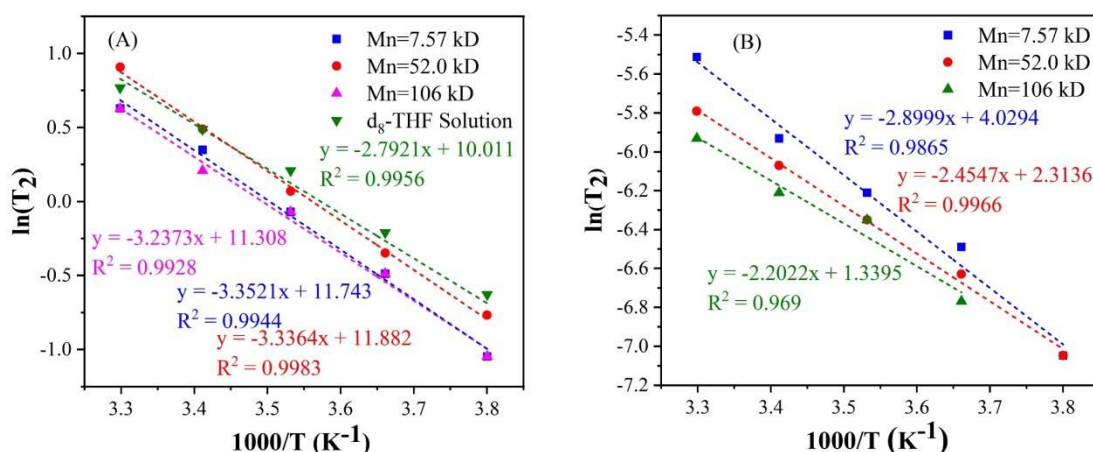 (A)
Mn=7.57 kD
Mn=52.0 kD
Mn=106 kD
d₈-THF Solution
y = -2.7921x + 10.011
R² = 0.9956
y = -3.2373x + 11.308
R² = 0.9928
y = -3.3521x + 11.743
R² = 0.9944
y = -3.3364x + 11.882
R² = 0.9983
ln(T₂)
1.0
0.5
0.0
-0.5
-1.0
3.3 3.4 3.5 3.6 3.7 3.8
1000/T (K⁻¹)
(B)
Mn=7.57 kD
Mn=52.0 kD
Mn=106 kD
y = -2.8999x + 4.0294
R² = 0.9865
y = -2.4547x + 2.3136
R² = 0.9966
y = -2.2022x + 1.3395
R² = 0.969
ln(T₂)
-5.4
-5.6
-5.8
-6.0
-6.2
-6.4
-6.6
-6.8
-7.0
-7.2
3.3 3.4 3.5 3.6 3.7 3.8
1000/T (K⁻¹)